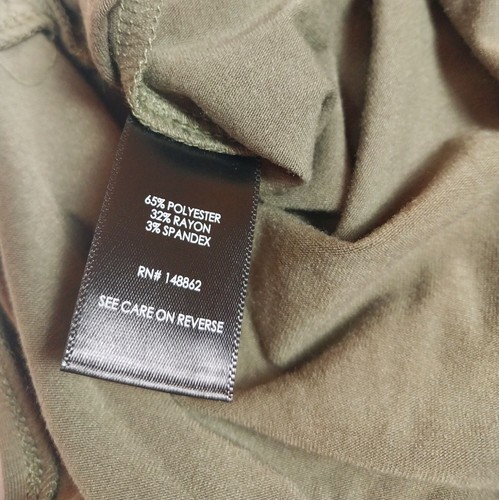 65% POLYESTER
32% RAYON
3% SPANDEX
RN# 148862
SEE CARE ON REVERSE